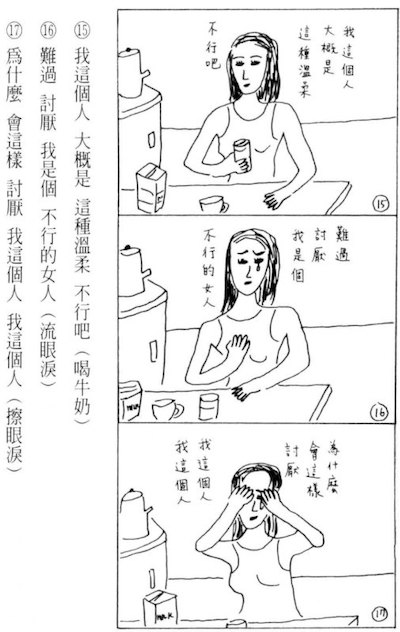 我這個人
大概是
這種溫柔
不行吧
⑮
難過
討厭
我是個
不行的女人
MILK
⑯
為什麼
會這樣
討厭
我這個人
我這個人
MILK
⑰
⑮ 我這個人 大概是 這種溫柔 不行吧（喝牛奶）
⑯ 難過 討厭 我是個 不行的女人（流眼淚）
⑰ 爲什麼 會這樣 討厭 我這個人 我這個人（擦眼淚）